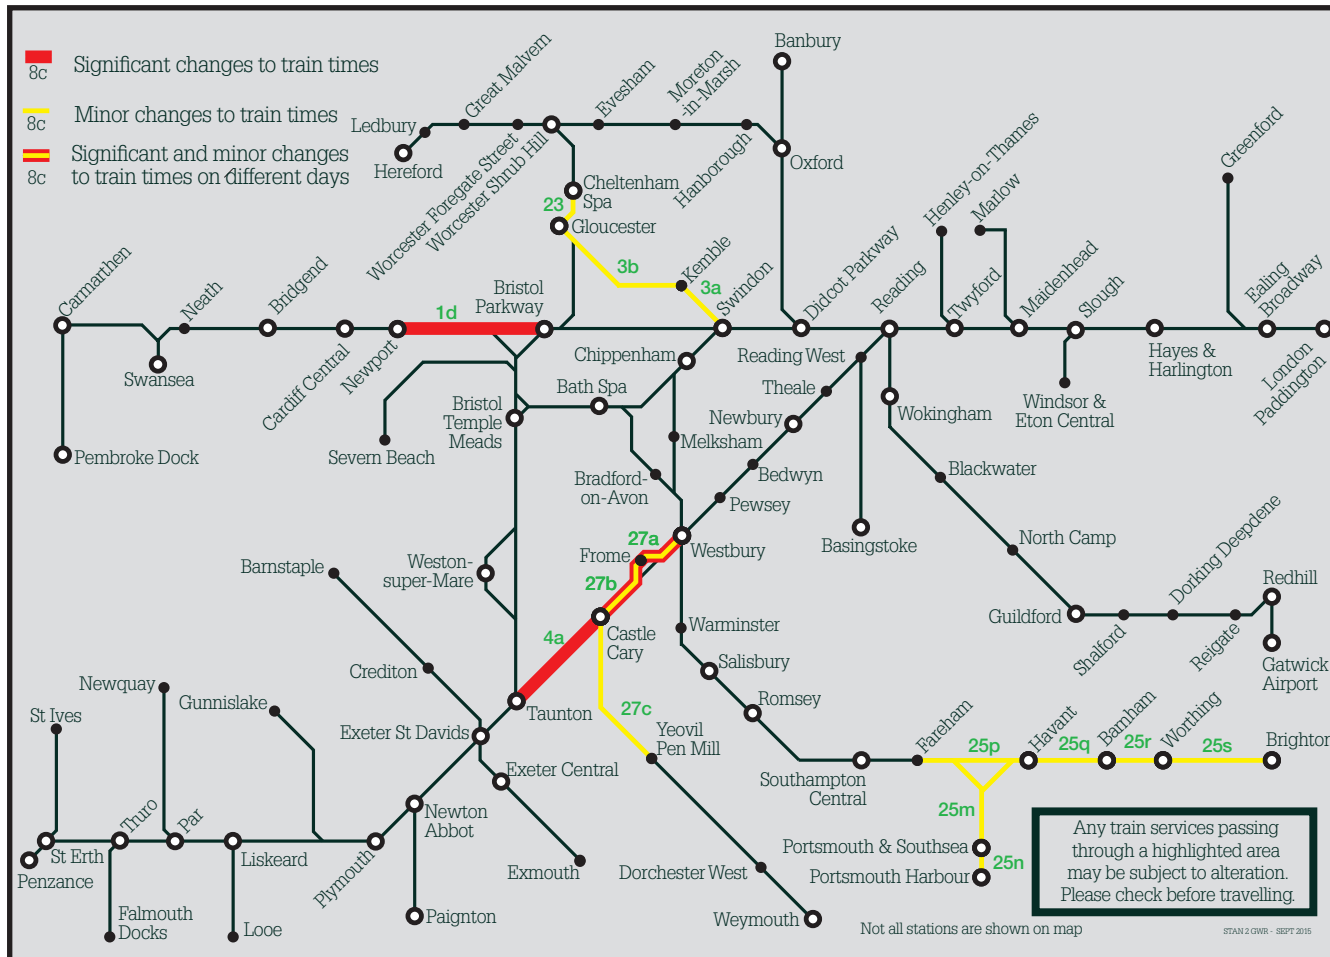 8c
Significant changes to train times
8c
Minor changes to train times
8c
Significant and minor changes
to train times on different days
Banbury
Moreton
-in-Marsh
Evesham
Great Malvern
Ledbury
Hereford
Worcester Foregate Street
Worcester Shrub Hill
Hanborough
Oxford
Henley-on-Thames
Marlow
Greenford
Cheltenham
Spa
23
Gloucester
3b
Kemble
3a
Swindon
Didcot Parkway
Reading
Twyford
Maidenhead
Slough
Ealing
Broadway
Carmarthen
Neath
Bridgend
Bristol
Parkway
1d
Swansea
Cardiff Central
Newport
Chippenham
Reading West
Hayes &
Harlington
London
Paddington
Bath Spa
Theale
Windsor &
Eton Central
Bristol
Temple
Meads
Newbury
Wokingham
Pembroke Dock
Severn Beach
Melksham
Bedwyn
Blackwater
Bradford-
on-Avon
Pewsey
27a
Westbury
Basingstoke
North Camp
Dorking Deepdene
Frome
Barnstaple
Weston-
super-Mare
27b
Redhill
Guildford
Shalford
Reigate
Gatwick
Airport
4a
Castle
Cary
Warminster
Salisbury
Crediton
Newquay
Gunnislake
Romsey
St Ives
Taunton
27c
Yeovil
Pen Mill
Exeter St Davids
Fareham
25p
Havant
25q
Barnham
25r
Worthing
25s
Brighton
Exeter Central
Southampton
Central
25m
Newton
Abbot
Truro
Par
St Erth
Penzance
Liskeard
Plymouth
Exmouth
Dorchester West
Portsmouth & Southsea
25n
Portsmouth Harbour
Any train services passing
through a highlighted area
may be subject to alteration.
Please check before travelling.
Falmouth
Docks
Looe
Paignton
Weymouth
Not all stations are shown on map
STAN 2 GWR - SEPT 2015